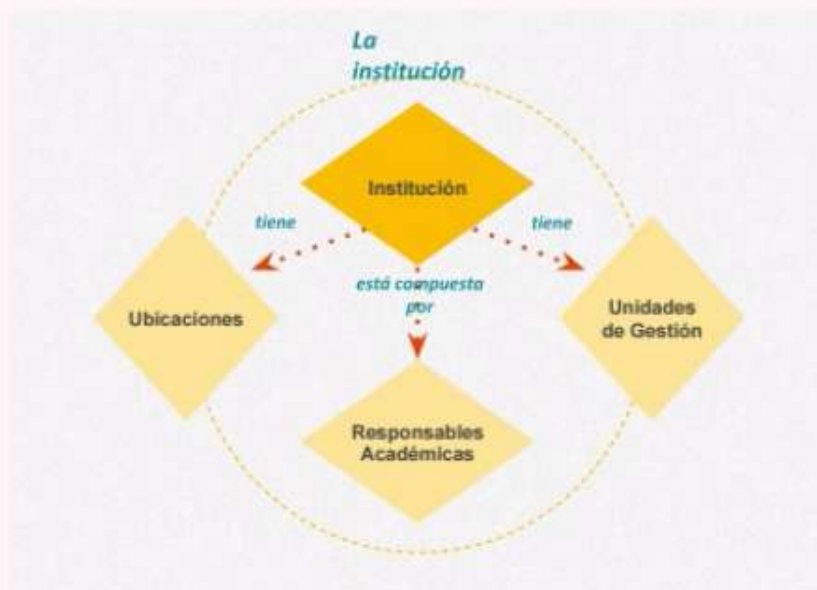 La
institución
Institución
tiene
tiene
está compuesta
por
Ubicaciones
Unidades
de Gestión
Responsables
Académicas